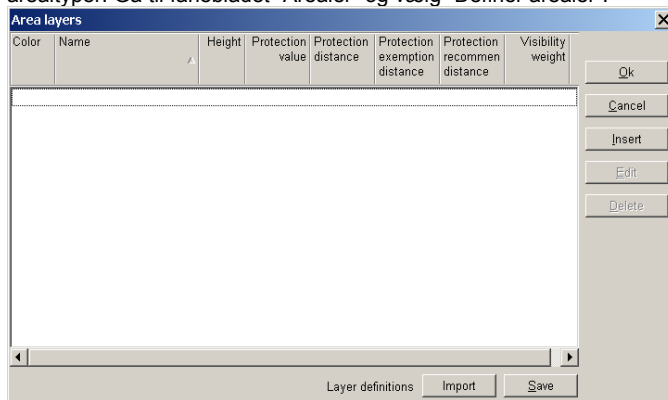 arealtypen Gå til fanebladet "Arealer" og vælg "Definer arealer".
Area layers
Color Name Height Protection value Protection distance Protection exemption distance Protection recommen distance Visibility weight
Ok
Cancel
Insert
Edit
Delete
Layer definitions Import Save